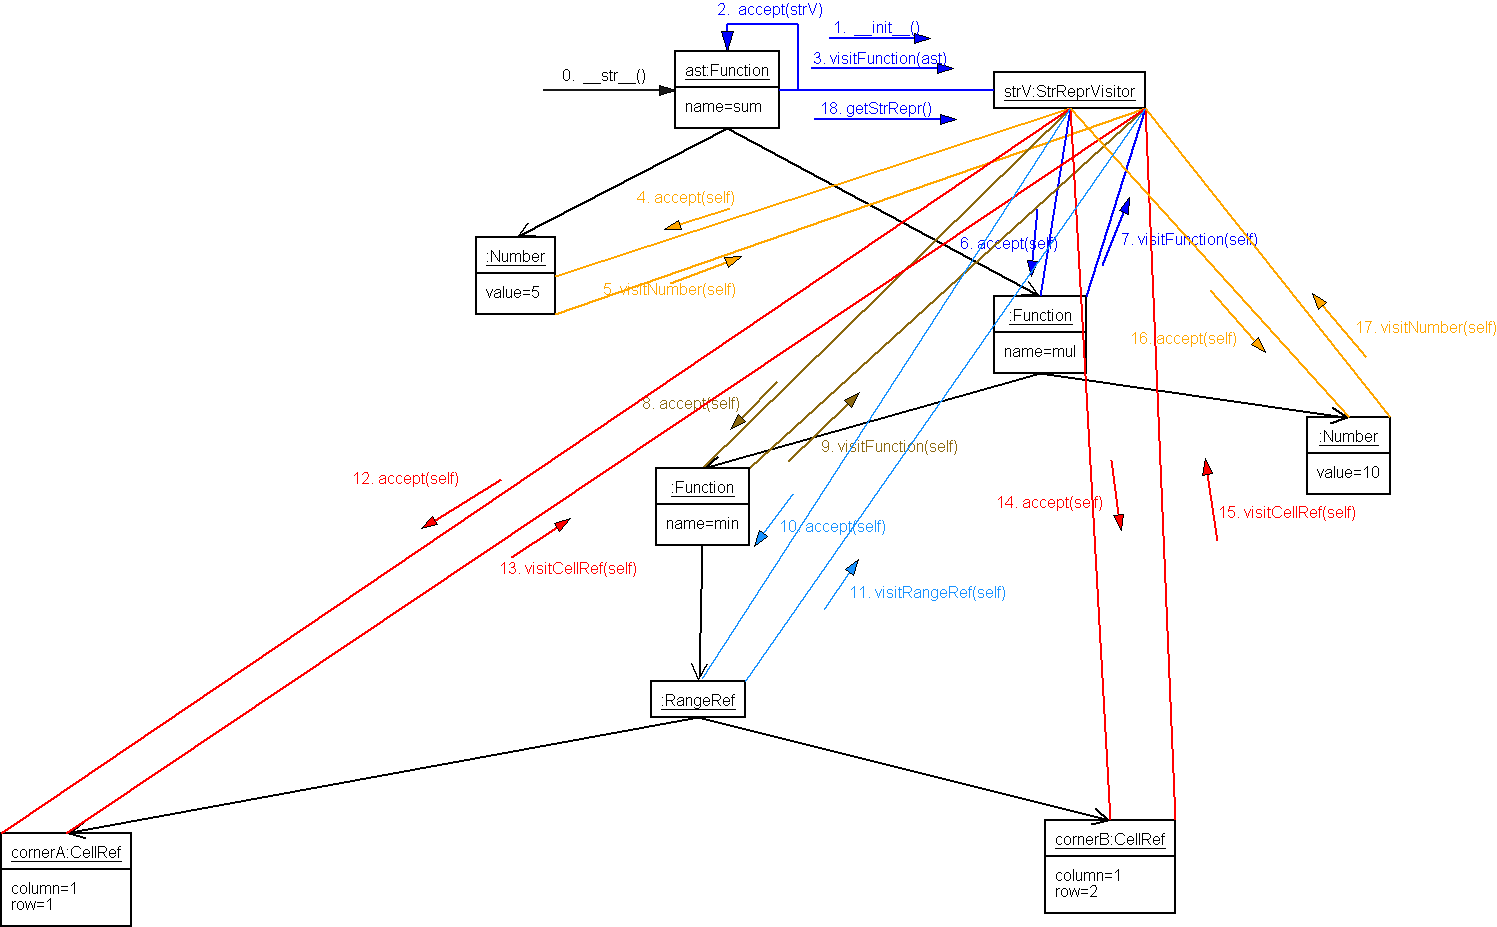 2. accept(strV)
1. __init__()
3. visitFunction(ast)
0. __str__()
ast:Function
name=sum
strV:StrReprVisitor
18. getStrRepr()
4. accept(self)
:Number
value=5
5. visitNumber(self)
6. accept(self)
7. visitFunction(self)
:Function
name=mul
16. accept(self)
17. visitNumber(self)
8. accept(self)
9. visitFunction(self)
:Number
value=10
12. accept(self)
:Function
name=min
10. accept(self)
14. accept(self)
15. visitCellRef(self)
13. visitCellRef(self)
11. visitRangeRef(self)
:RangeRef
cornerA:CellRef
column=1
row=1
cornerB:CellRef
column=1
row=2